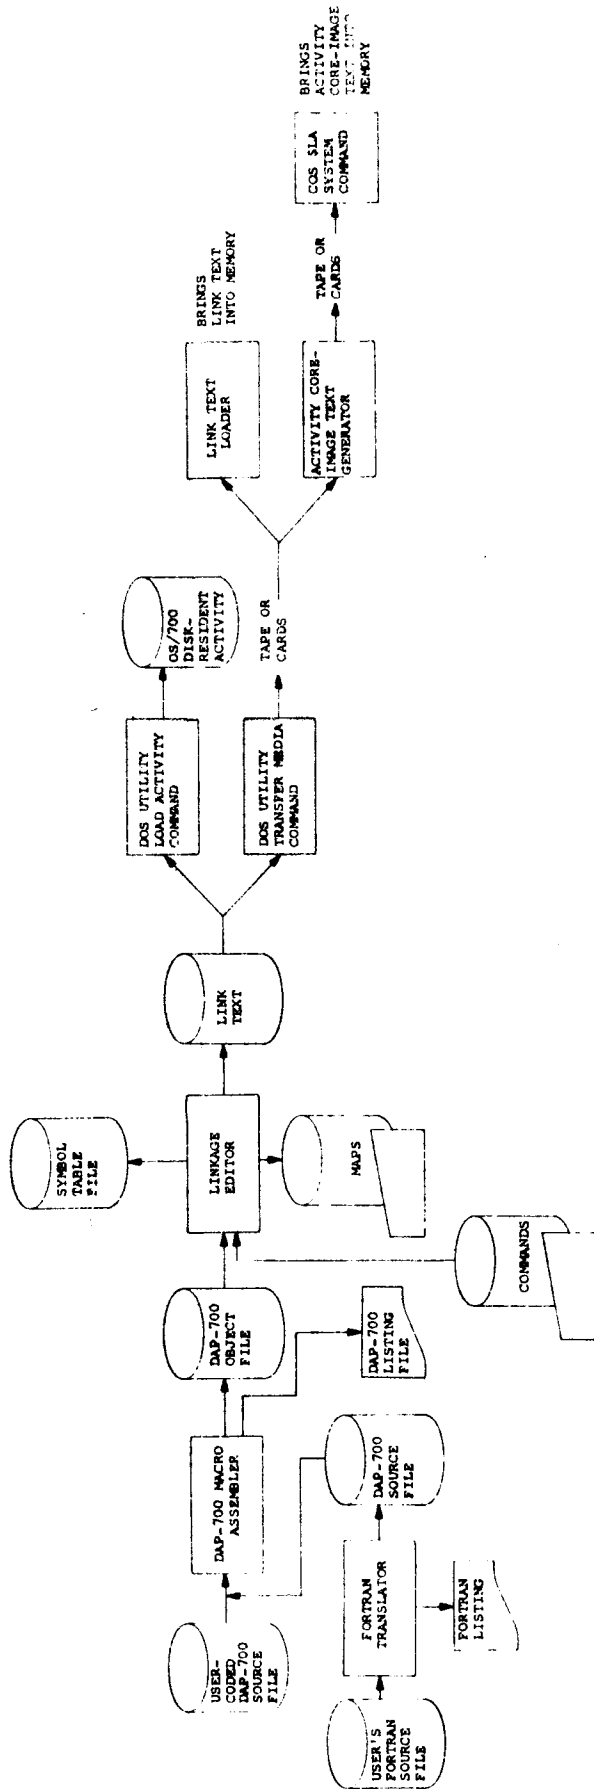 USER'S
FORTRAN
SOURCE
FILE
FORTRAN
TRANSLATOR
FORTRAN
LISTING
DAP-700
SOURCE
FILE
USER-
CODED
DAP-700
SOURCE
FILE
DAP-700 MACRO
ASSEMBLER
DAP-700
OBJECT
FILE
DAP-700
LISTING
FILE
COMMANDS
SYMBOL
TABLE
FILE
LINKAGE
EDITOR
MAPS
LINK
TEXT
DOS UTILITY
LOAD ACTIVITY
COMMAND
DOS UTILITY
TRANSFER MEDIA
COMMAND
OS/700
DISK-
RESIDENT
ACTIVITY
TAPE OR
CARDS
LINK TEXT
LOADER
BRINGS
LINK TEXT
INTO MEMORY
ACTIVITY CORE-
IMAGE TEXT
GENERATOR
TAPE OR
CARDS
COS $LA
SYSTEM
COMMAND
BRINGS
ACTIVITY
CORE-IMAGE
TEXT INTO
MEMORY